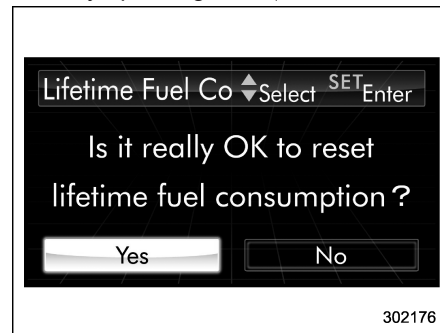 Lifetime Fuel Co Select SET Enter
Is it really OK to reset
lifetime fuel consumption ?
Yes No
302176